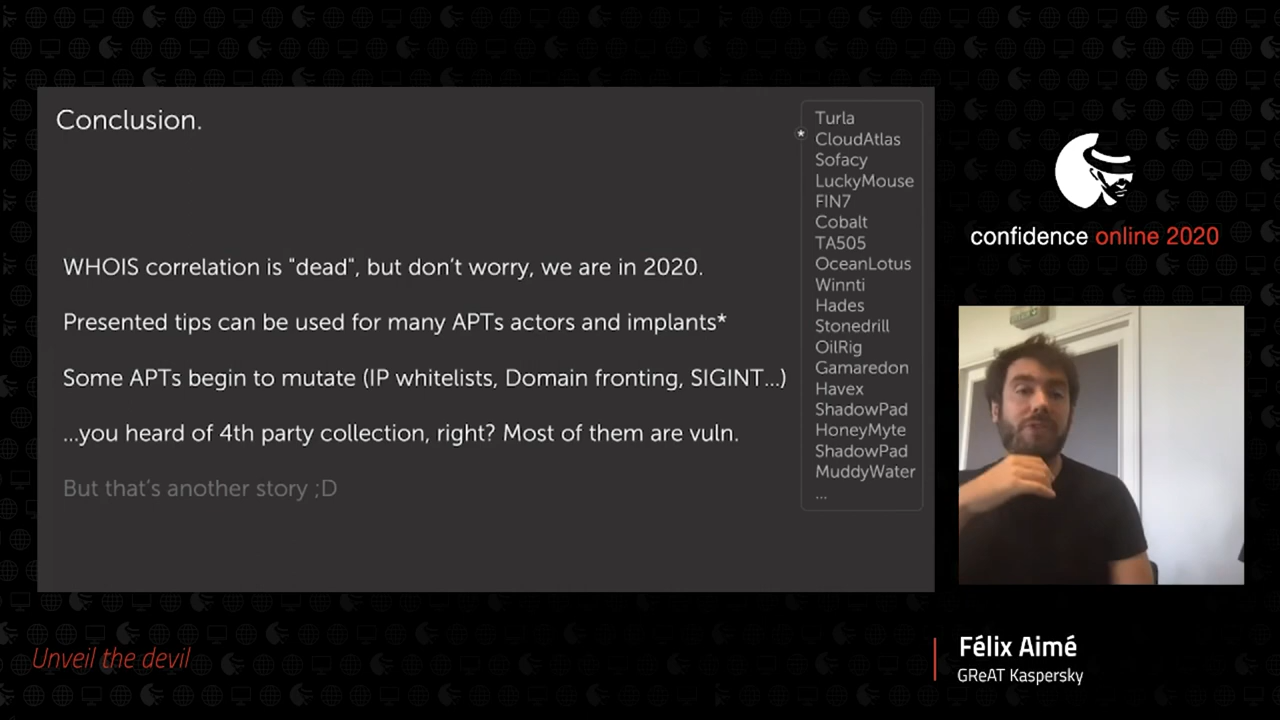 Conclusion.
WHOIS correlation is "dead", but don't worry, we are in 2020.
Presented tips can be used for many APTs actors and implants*
Some APTs begin to mutate (IP whitelists, Domain fronting, SIGINT...)
...you heard of 4th party collection, right? Most of them are vuln.
But that's another story ;D
*
Turla
CloudAtlas
Sofacy
LuckyMouse
FIN7
Cobalt
TA505
OceanLotus
Winnti
Hades
Stonedrill
OilRig
Gamaredon
Havex
ShadowPad
HoneyMyte
ShadowPad
MuddyWater
...
confidence online 2020
Unveil the devil
Félix Aimé
GReAT Kaspersky